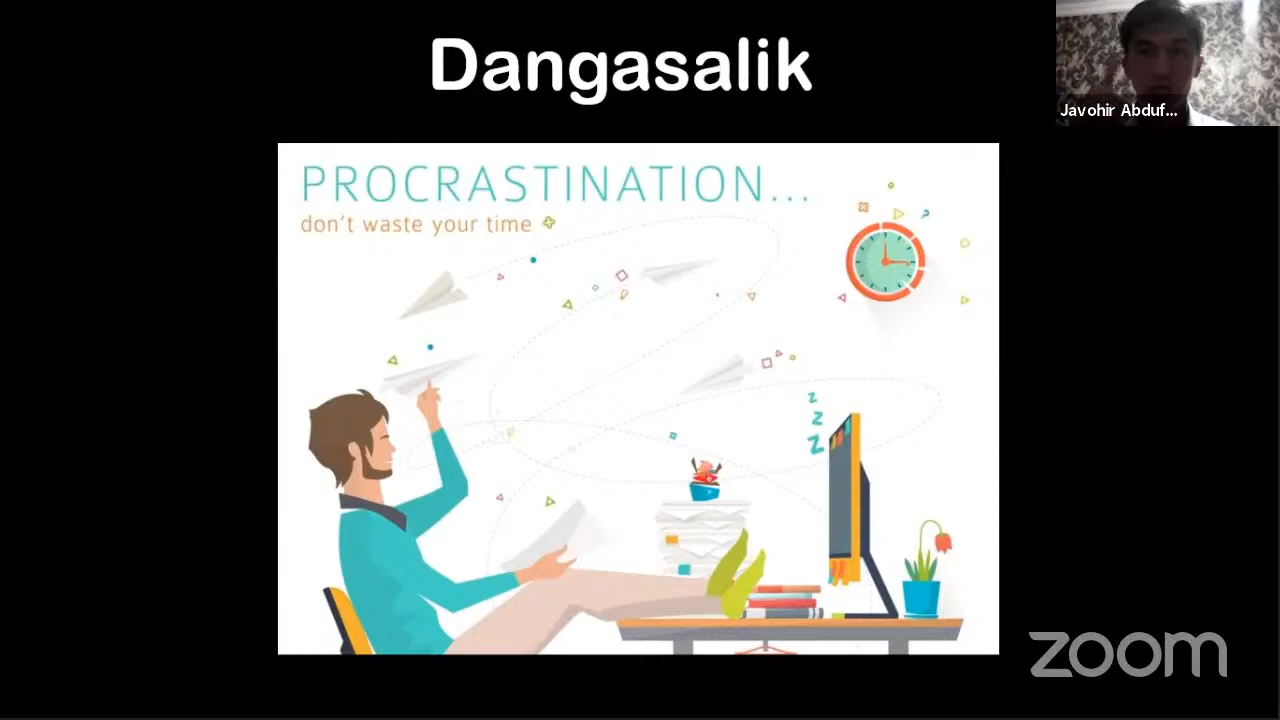 Dangasalik
Javohir Abduf...
PROCRASTINATION...
don't waste your time
z
z
z
zoom